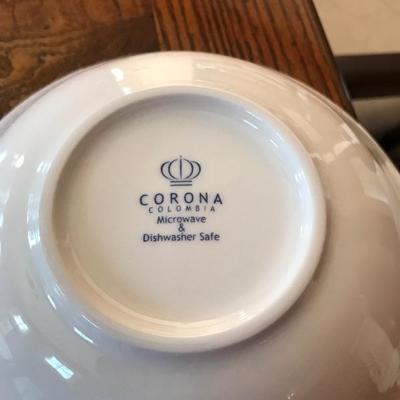 CORONA
COLOMBIA
Microwave
&
Dishwasher Safe